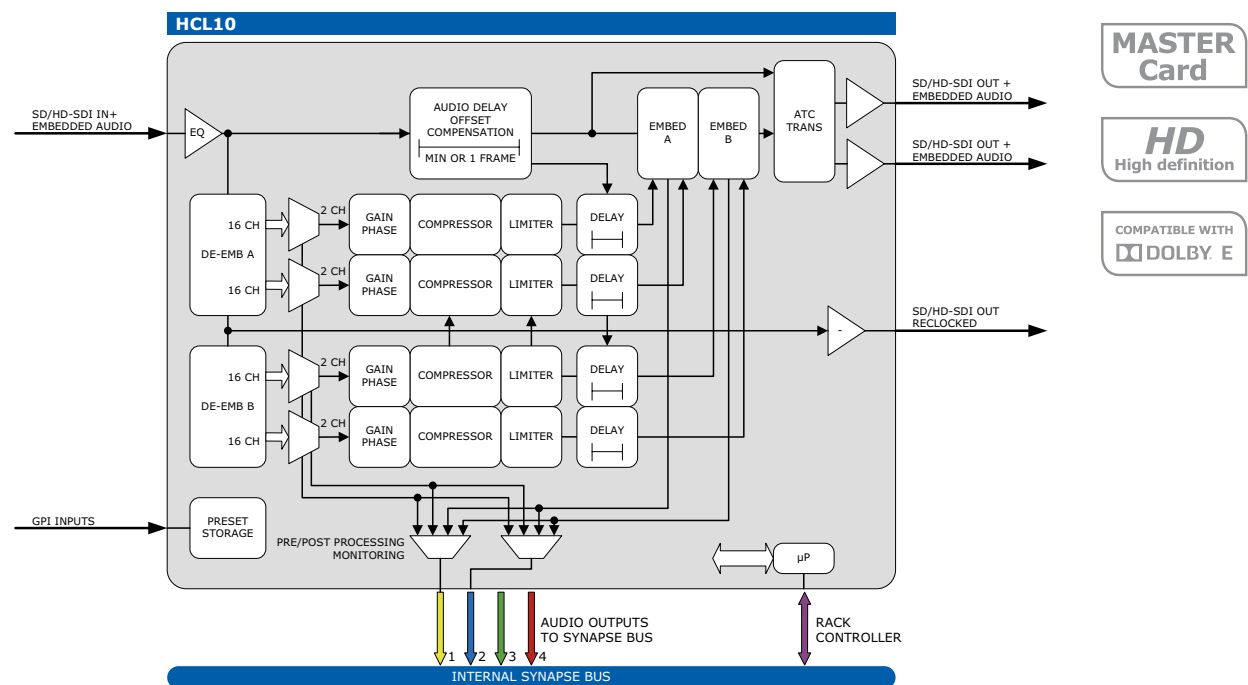 HCL10
MASTER
Card
HD
High definition
COMPATIBLE WITH
DOLBY E
SD/HD-SDI IN+
EMBEDDED AUDIO
EQ
AUDIO DELAY
OFFSET
COMPENSATION
MIN OR 1 FRAME
EMBED
A
EMBED
B
ATC
TRANS
SD/HD-SDI OUT +
EMBEDDED AUDIO
SD/HD-SDI OUT +
EMBEDDED AUDIO
DE-EMB A
16 CH
16 CH
2 CH
GAIN
PHASE
COMPRESSOR
LIMITER
DELAY
2 CH
GAIN
PHASE
COMPRESSOR
LIMITER
DELAY
SD/HD-SDI OUT
RECLOCKED
-
DE-EMB B
16 CH
16 CH
2 CH
GAIN
PHASE
COMPRESSOR
LIMITER
DELAY
2 CH
GAIN
PHASE
COMPRESSOR
LIMITER
DELAY
GPI INPUTS
PRESET
STORAGE
PRE/POST PROCESSING
MONITORING
µP
AUDIO OUTPUTS
TO SYNAPSE BUS
RACK
CONTROLLER
1
2
3
4
INTERNAL SYNAPSE BUS